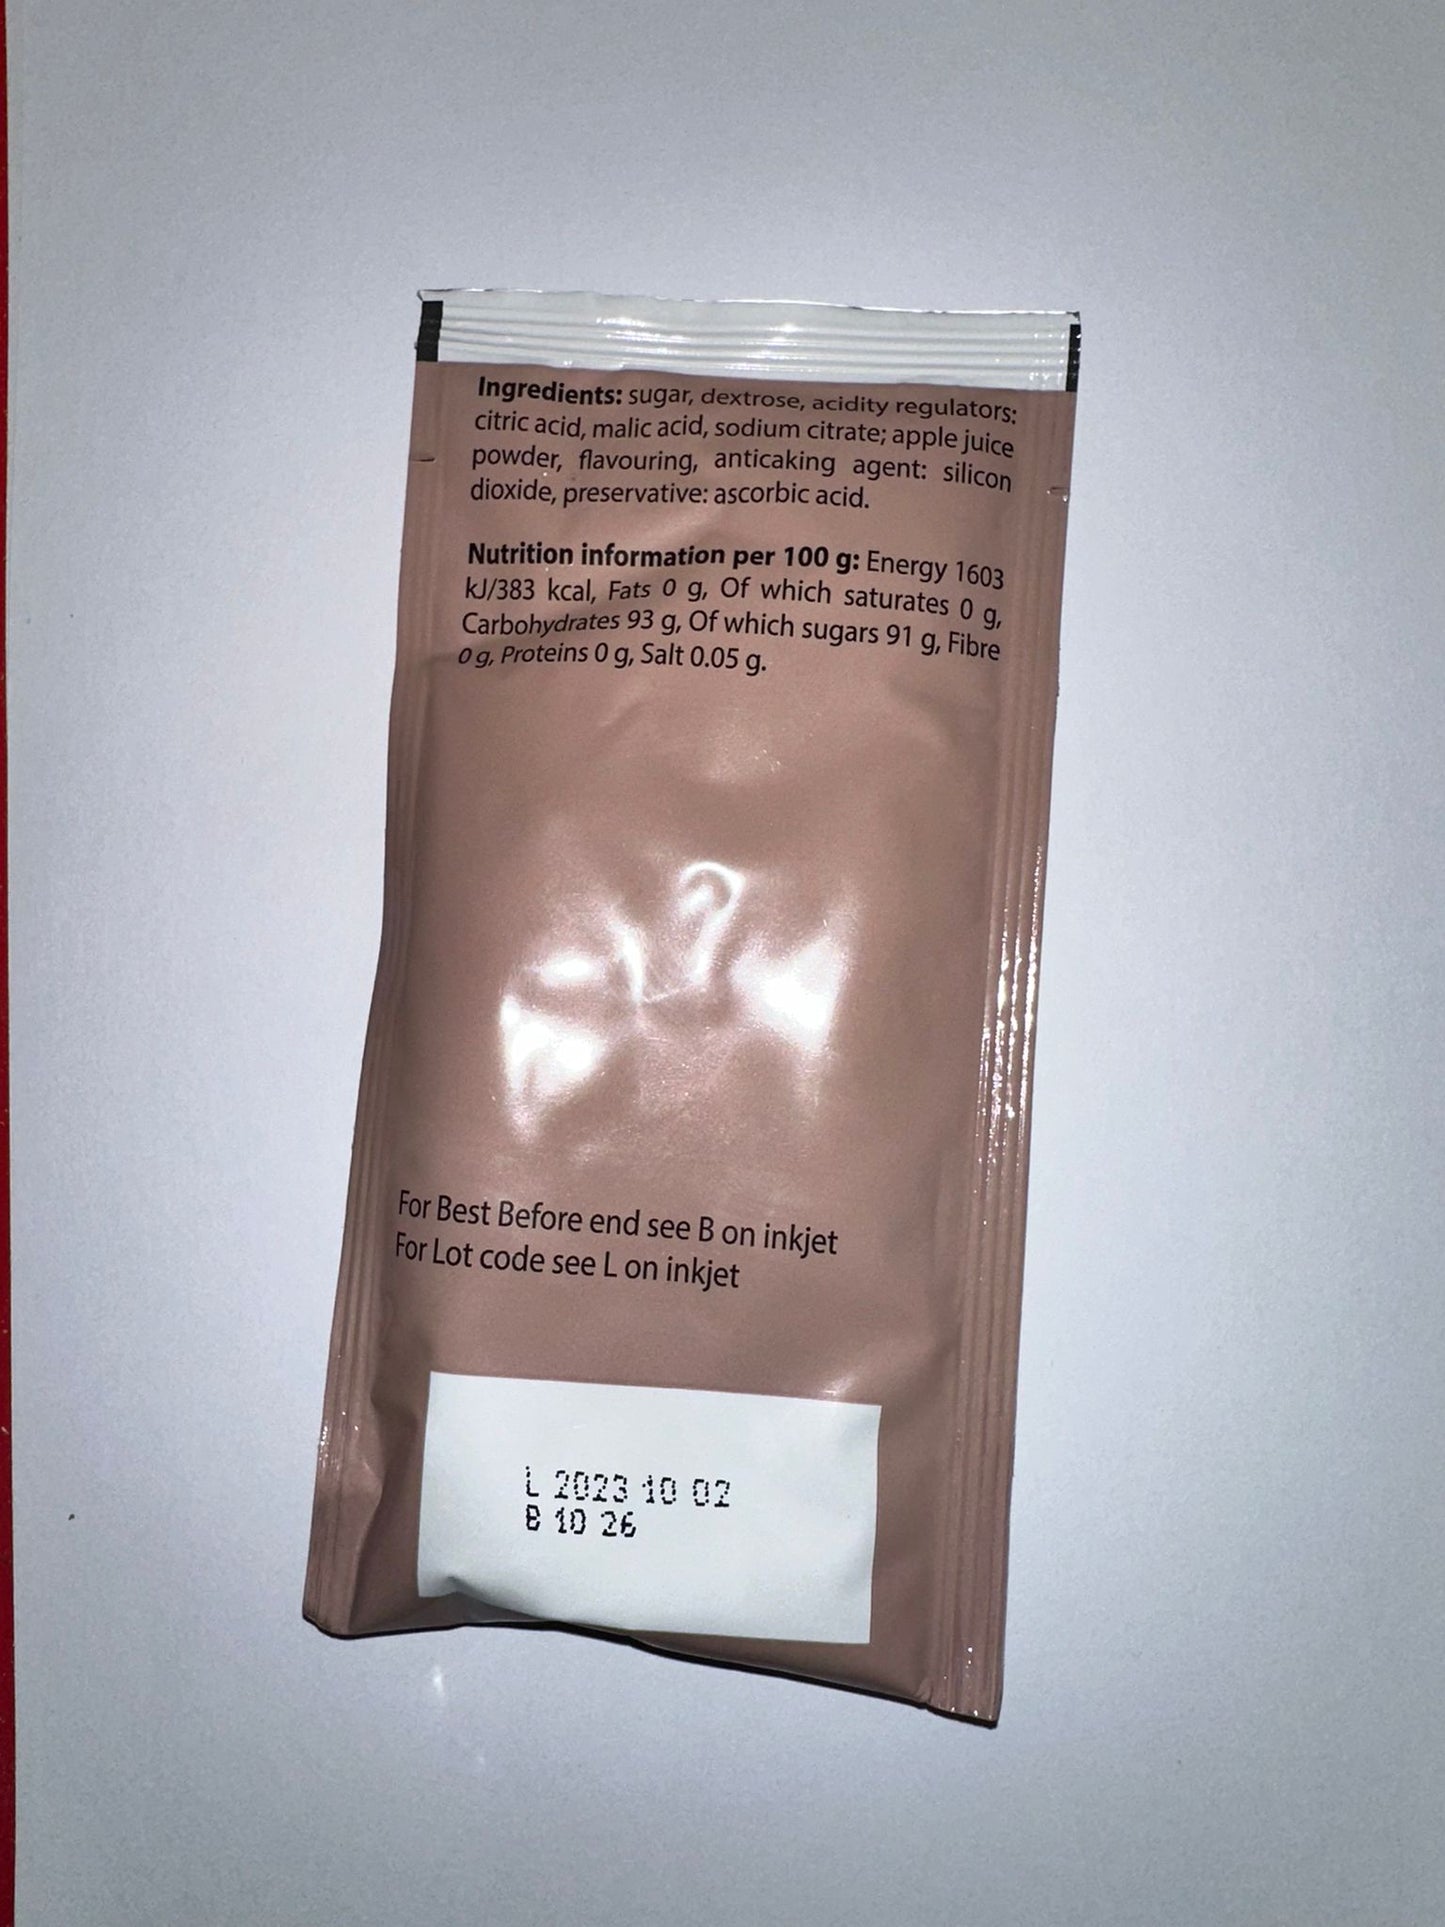 Ingredients: sugar, dextrose, acidity regulators:
citric acid, malic acid, sodium citrate; apple juice
powder, flavouring, anticaking agent: silicon
dioxide, preservative: ascorbic acid.
Nutrition information per 100 g: Energy 1603
kJ/383 kcal, Fats 0 g, Of which saturates 0 g,
Carbohydrates 93 g, Of which sugars 91 g, Fibre
0 g, Proteins 0 g, Salt 0.05 g.
For Best Before end see B on inkjet
For Lot code see L on inkjet
L 2023 10 02
B 10 26